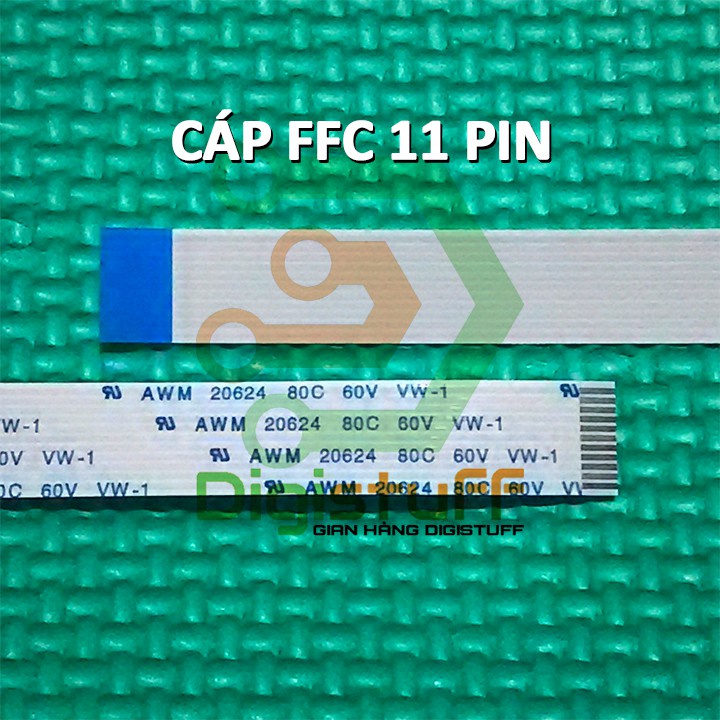 CÁP FFC 11 PIN
AWM 20624 80C 60V VW-1
VW-1 AWM 20624 80C 60V VW-1
0V VW-1 AWM 20624 80C 60V VW-1
0C 60V VW-1 AWM 20624 80C 60V VW
Digistuff
GIAN HÀNG DIGISTUFF